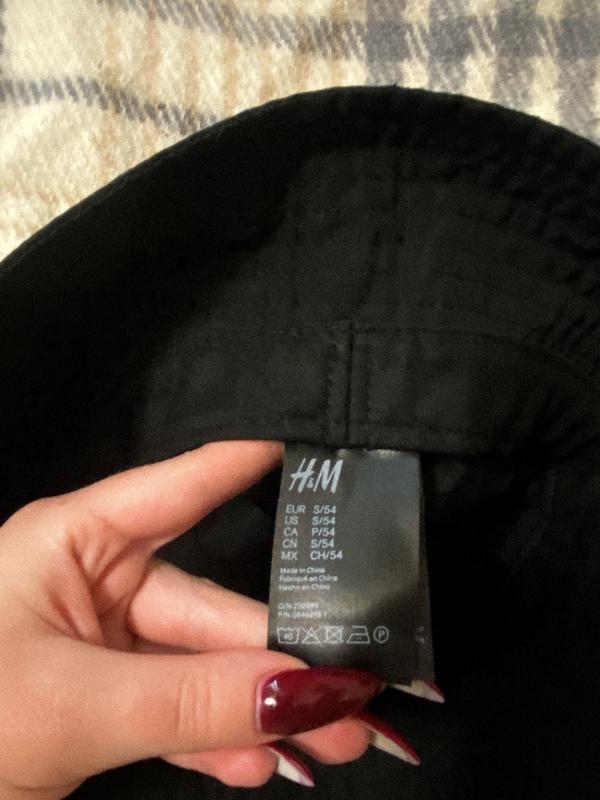 H&M
EUR S/54
US S/54
CA P/54
CN S/54
MX CH/54
Made in China
Fabriqué en Chine
Hecho en China
40
P